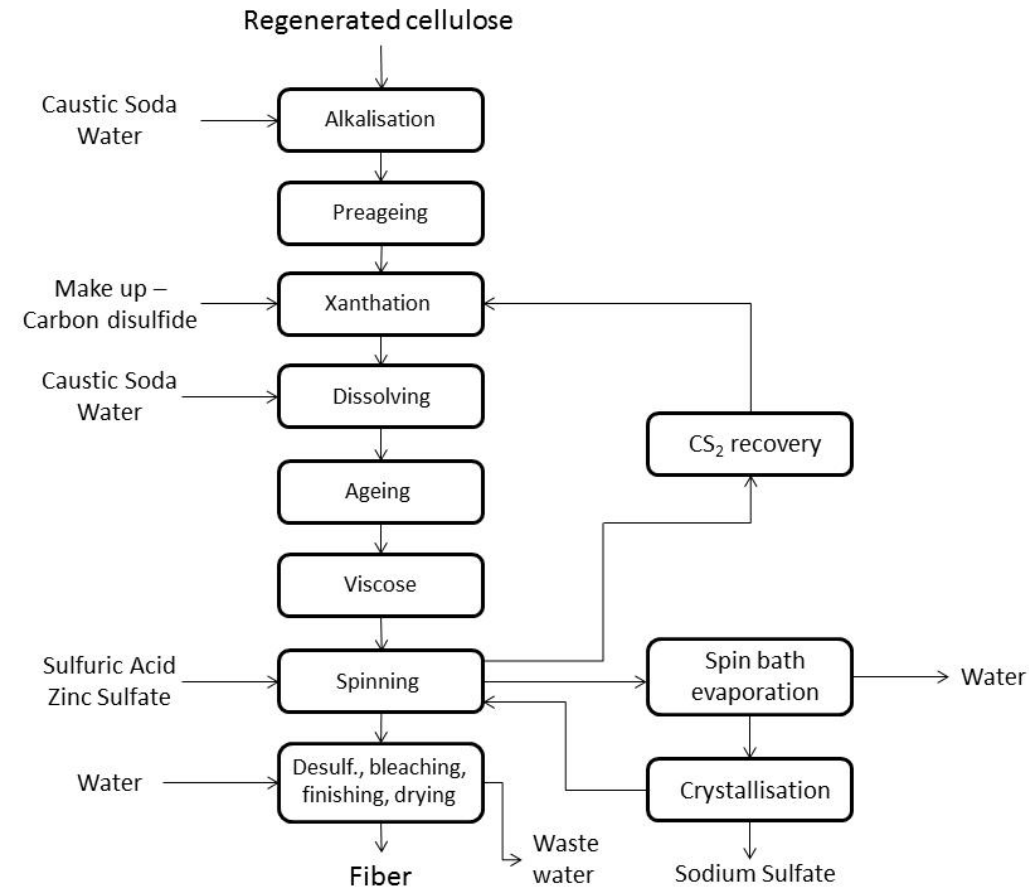 Regenerated cellulose
Caustic Soda
Water
Alkalisation
Preageing
Make up –
Carbon disulfide
Xanthation
Caustic Soda
Water
Dissolving
CS₂ recovery
Ageing
Viscose
Sulfuric Acid
Zinc Sulfate
Spinning
Spin bath
evaporation
Water
Water
Desulf., bleaching,
finishing, drying
Crystallisation
Waste
water
Fiber
Sodium Sulfate